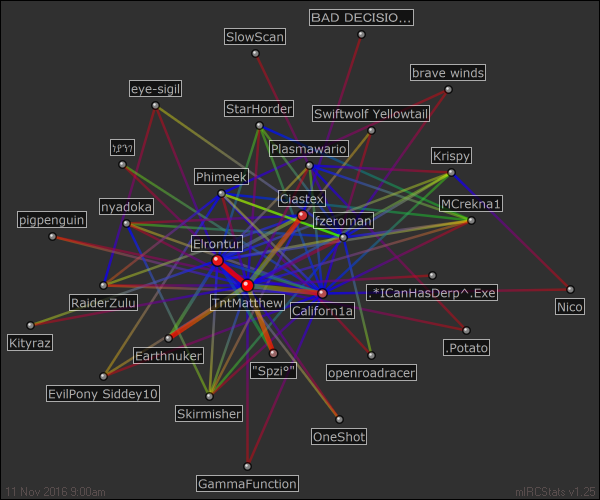 BAD DECISIO...
SlowScan
brave winds
eye-sigil
StarHorder
Swiftwolf Yellowtail
Plasmawario
Krispy
Phimeek
Ciastex
MCrekna1
nyadoka
fzeroman
pigpenguin
Elrontur
.*ICanHasDerp^.Exe
RaiderZulu
TntMatthew
Californ1a
Nico
Kityraz
Earthnuker
.Potato
"Spzi°"
openroadracer
EvilPony Siddey10
Skirmisher
OneShot
GammaFunction
11 Nov 2016 9:00am
mIRCStats v1.25